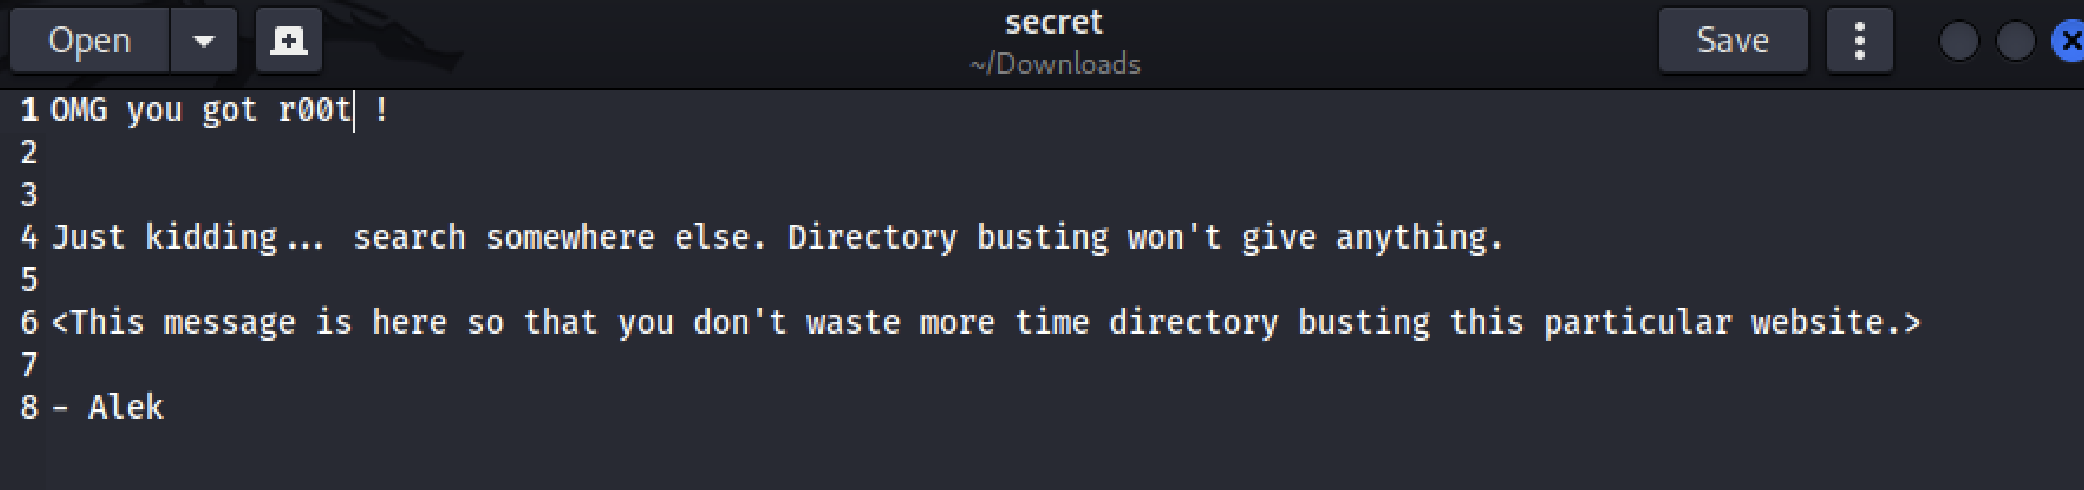 Open
secret
~/Downloads
Save
1 OMG you got r00t !
2
3
4 Just kidding... search somewhere else. Directory busting won't give anything.
5
6 <This message is here so that you don't waste more time directory busting this particular website.>
7
8 - Alek